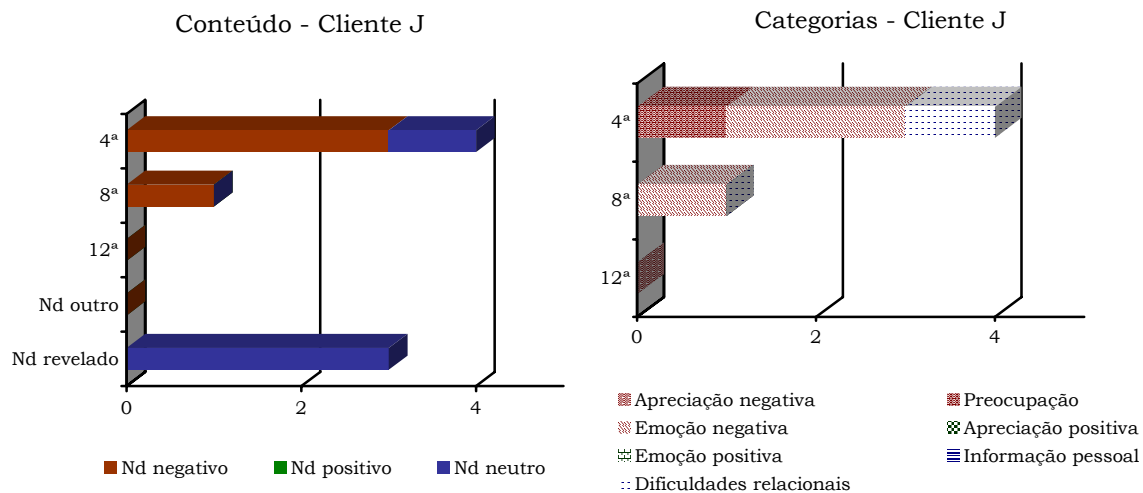 Conteúdo - Cliente J
4ª
8ª
12ª
Nd outro
Nd revelado
0 2 4
Nd negativo Nd positivo Nd neutro
Categorias - Cliente J
4ª
8ª
12ª
0 2 4
Apreciação negativa Preocupação
Emoção negativa Apreciação positiva
Emoção positiva Informação pessoal
Dificuldades relacionais